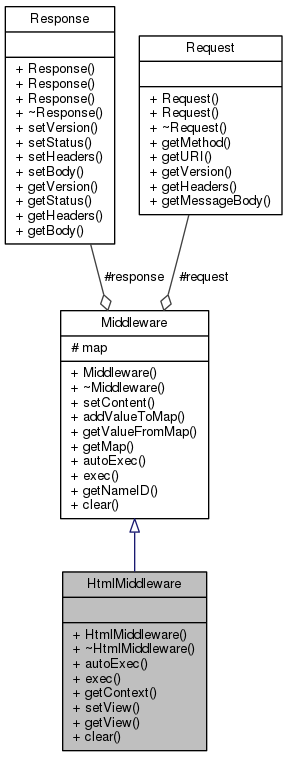 Response
+ Response()
+ Response()
+ Response()
+ ~Response()
+ setVersion()
+ setStatus()
+ setHeaders()
+ setBody()
+ getVersion()
+ getStatus()
+ getHeaders()
+ getBody()
Request
+ Request()
+ Request()
+ ~Request()
+ getMethod()
+ getURI()
+ getVersion()
+ getHeaders()
+ getMessageBody()
#response
#request
Middleware
# map
+ Middleware()
+ ~Middleware()
+ setContent()
+ addValueToMap()
+ getValueFromMap()
+ getMap()
+ autoExec()
+ exec()
+ getNameID()
+ clear()
HtmlMiddleware
+ HtmlMiddleware()
+ ~HtmlMiddleware()
+ autoExec()
+ exec()
+ getContext()
+ setView()
+ getView()
+ clear()